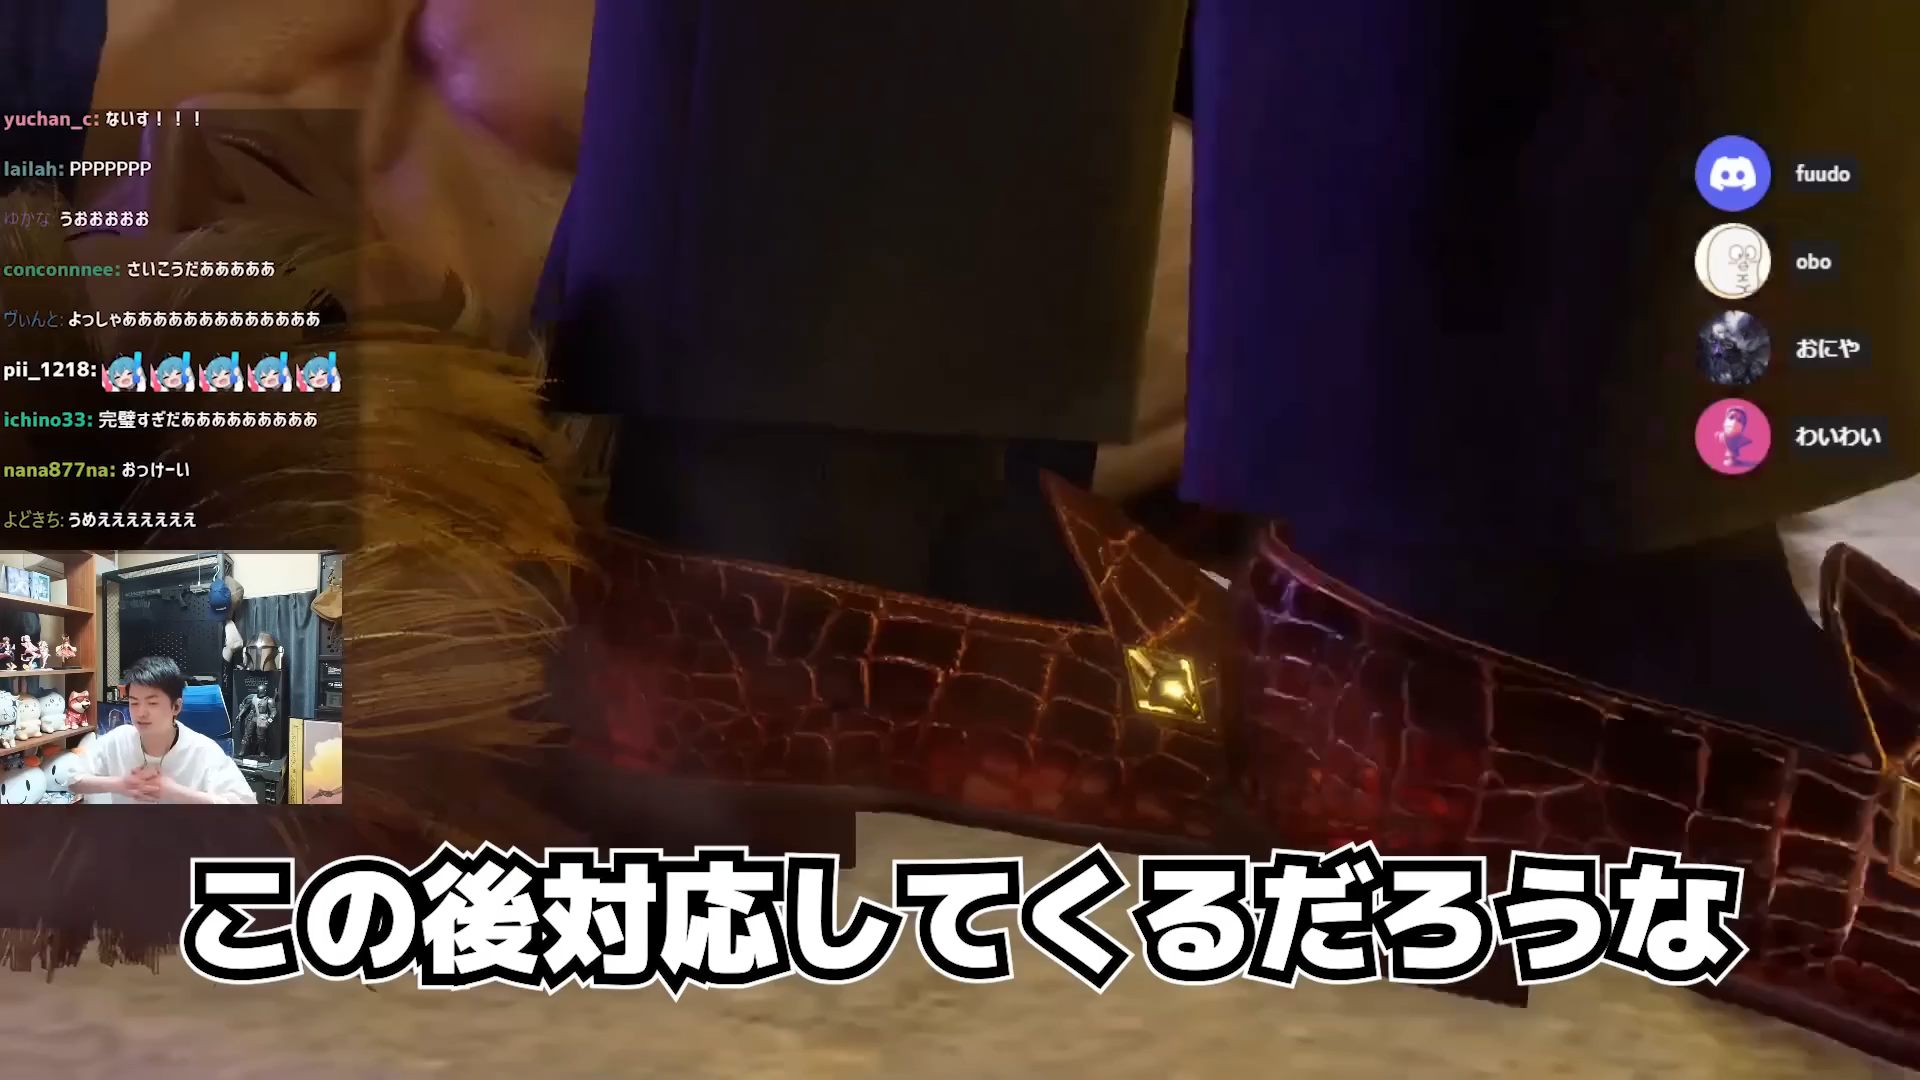 yuchan_c: ないす！！！
lailah: PPPPPPP
ゆかな: うおおおおお
conconnnee: さいこうだあああああ
ヴぃんと: よっしゃあああああああああああああ
pii_1218:
ichino33: 完璧すぎだあああああああああ
nana877na: おっけーい
よどきち: うめえええええええ
fuudo
obo
おにや
わいわい
この後対応してくるだろうな